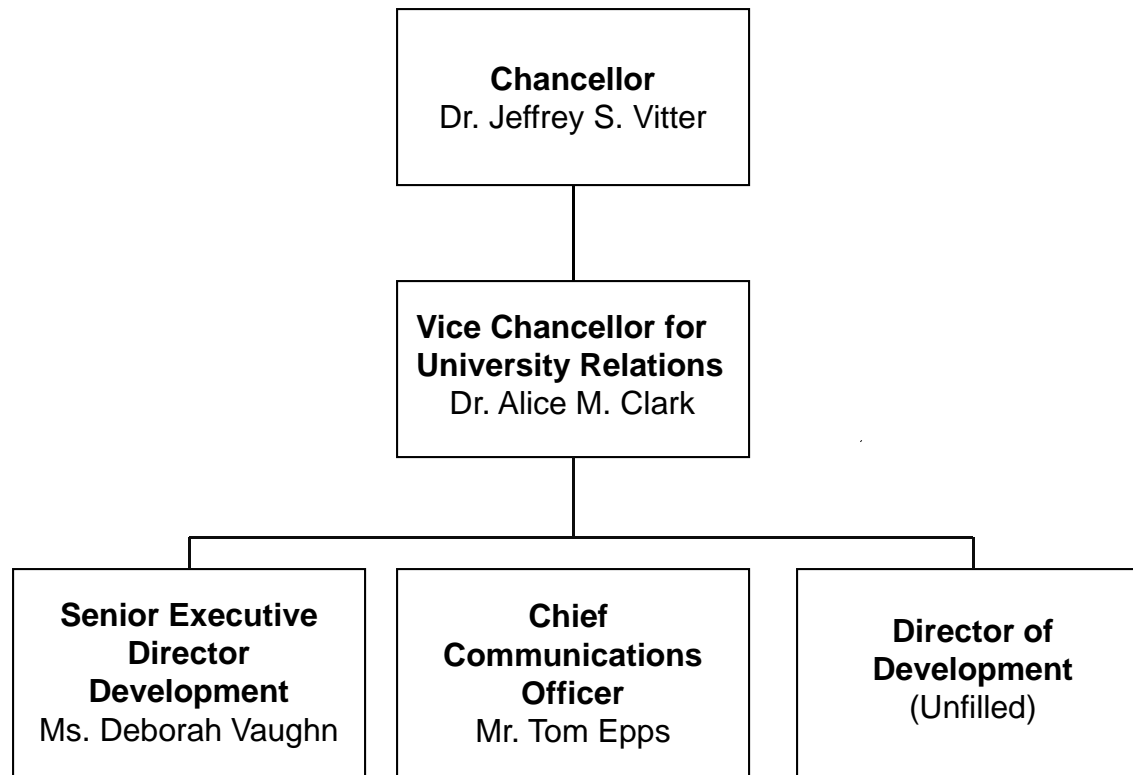 Chancellor
Dr. Jeffrey S. Vitter
Vice Chancellor for
University Relations
Dr. Alice M. Clark
Senior Executive
Director
Development
Ms. Deborah Vaughn
Chief
Communications
Officer
Mr. Tom Epps
Director of
Development
(Unfilled)